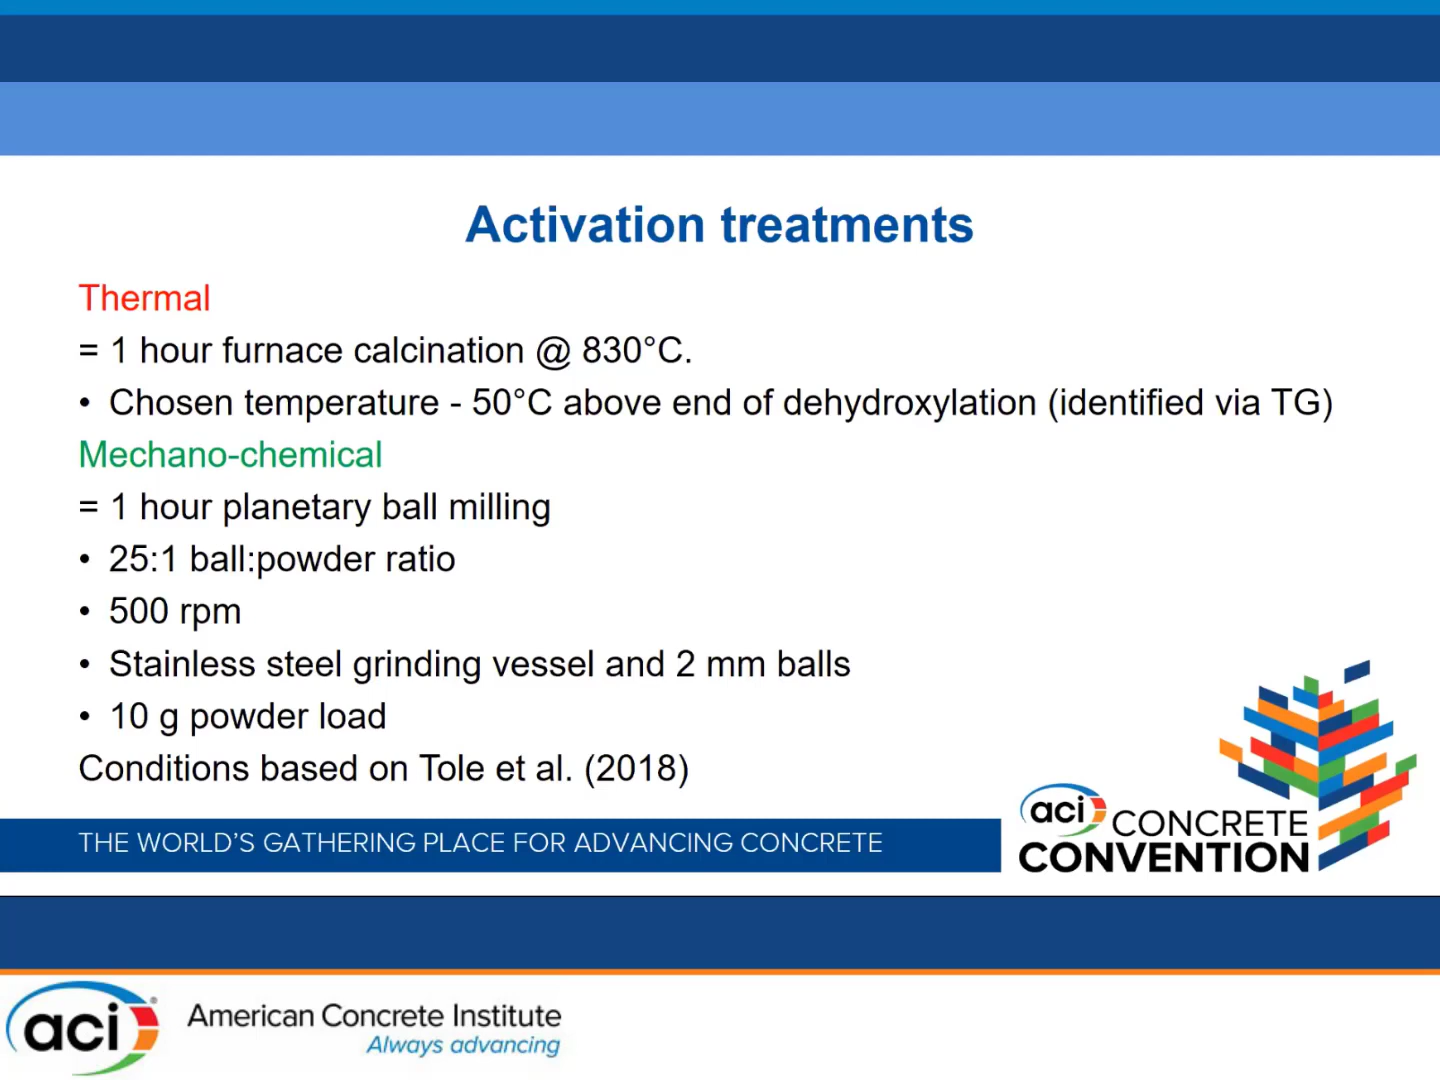 Activation treatments
Thermal
= 1 hour furnace calcination @ 830°C.
• Chosen temperature - 50°C above end of dehydroxylation (identified via TG)
Mechano-chemical
= 1 hour planetary ball milling
• 25:1 ball:powder ratio
• 500 rpm
• Stainless steel grinding vessel and 2 mm balls
• 10 g powder load
Conditions based on Tole et al. (2018)
THE WORLD'S GATHERING PLACE FOR ADVANCING CONCRETE
aci CONCRETE
CONVENTION
aci®
American Concrete Institute
Always advancing